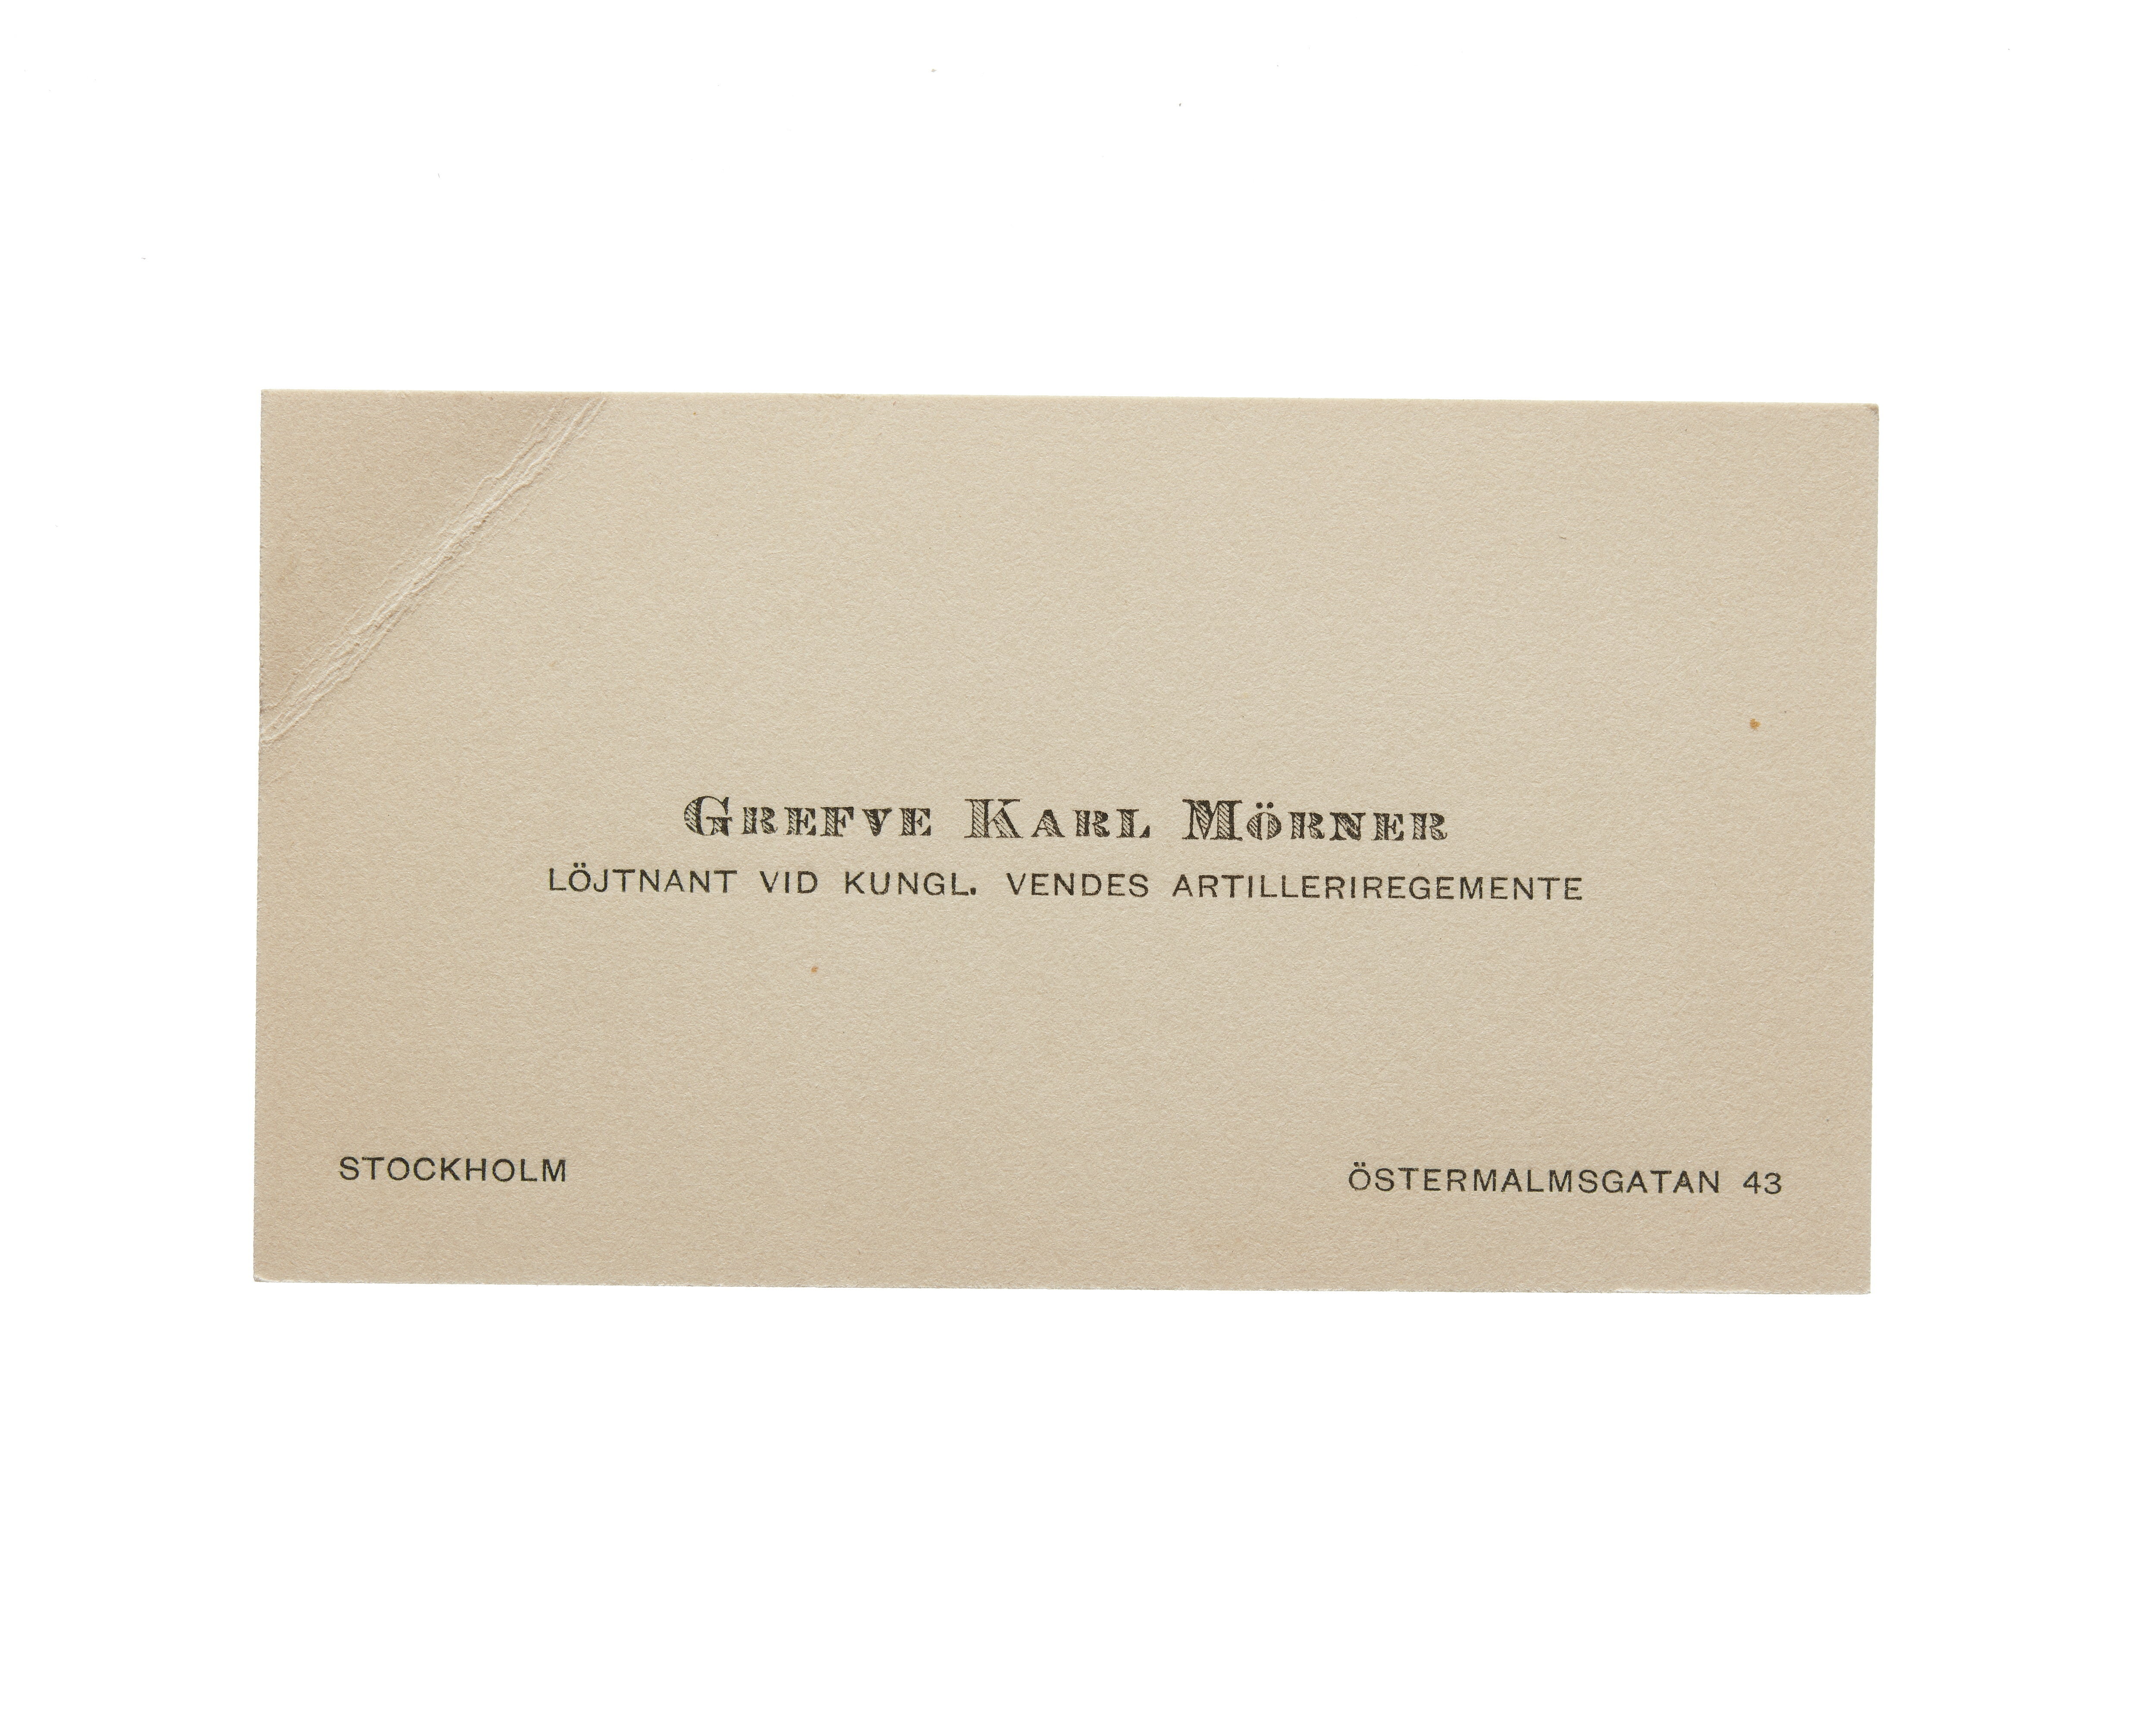 Grefve Karl Mörner
LÖJTNANT VID KUNGL. VENDES ARTILLERIREGEMENTE
STOCKHOLM
ÖSTERMALMSGATAN 43